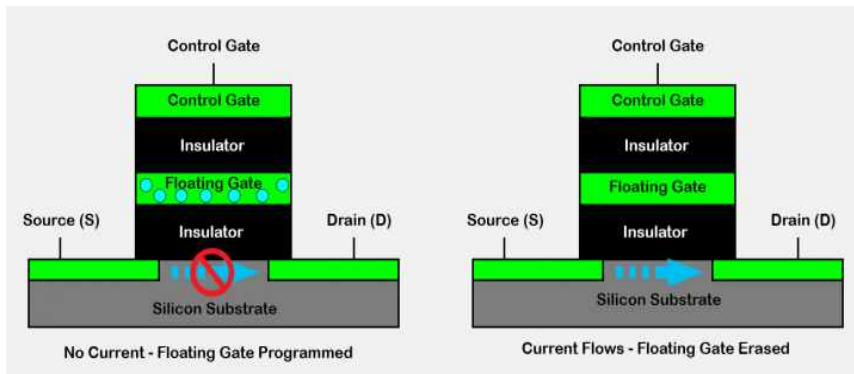 Control Gate
Control Gate
Insulator
Floating Gate
Source (S)
Drain (D)
Insulator
Silicon Substrate
No Current - Floating Gate Programmed
Control Gate
Control Gate
Insulator
Floating Gate
Source (S)
Drain (D)
Insulator
Silicon Substrate
Current Flows - Floating Gate Erased